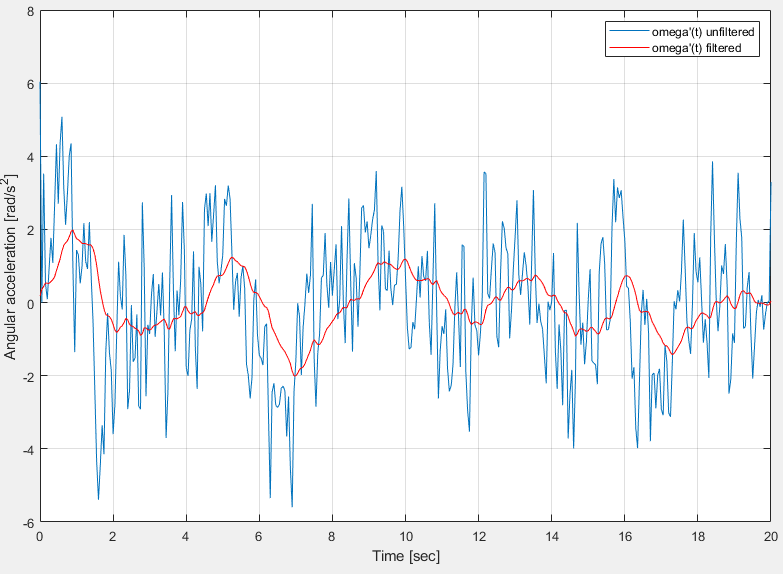 8
6
4
2
0
-2
-4
-6
Angular acceleration [rad/s²]
omega'(t) unfiltered
omega'(t) filtered
0 2 4 6 8 10 12 14 16 18 20
Time [sec]